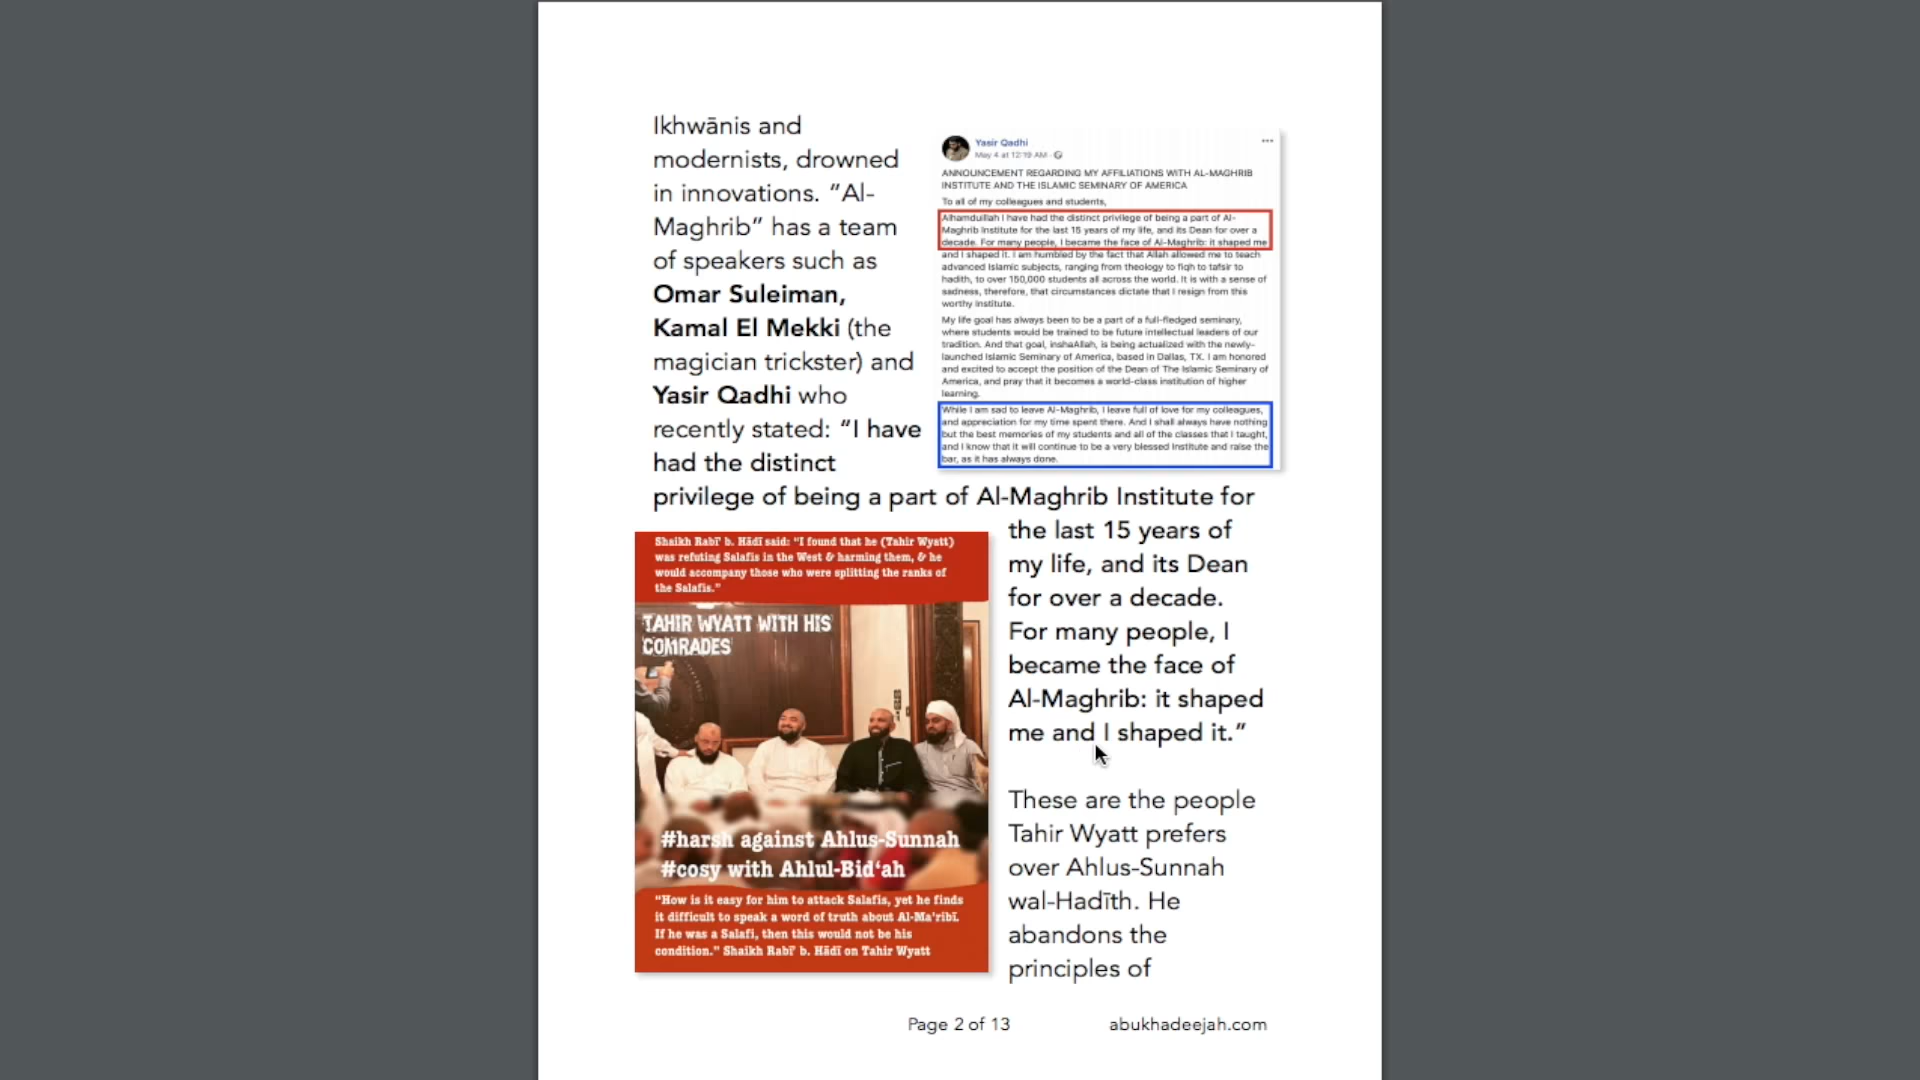 Ikhwānis and
modernists, drowned
in innovations. “Al-
Maghrib” has a team
of speakers such as
Omar Suleiman,
Kamal El Mekki (the
magician trickster) and
Yasir Qadhi who
recently stated: “I have
had the distinct
privilege of being a part of Al-Maghrib Institute for
the last 15 years of
my life, and its Dean
for over a decade.
For many people, I
became the face of
Al-Maghrib: it shaped
me and I shaped it.”
These are the people
Tahir Wyatt prefers
over Ahlus-Sunnah
wal-Hadīth. He
abandons the
principles of
Yasir Qadhi
May 4 at 12:19 AM ·
ANNOUNCEMENT REGARDING MY AFFILIATIONS WITH AL-MAGHRIB
INSTITUTE AND THE ISLAMIC SEMINARY OF AMERICA
To all of my colleagues and students,
Alhamdulilah I have had the distinct privilege of being a part of Al-
Maghrib Institute for the last 15 years of my life, and its Dean for over a
decade. For many people, I became the face of Al-Maghrib: it shaped me
and I shaped it. I am humbled by the fact that Allah allowed me to teach
advanced Islamic subjects, ranging from theology to fiqh to tafsir to
hadith, to over 150,000 students all across the world. It is with a sense of
sadness, therefore, that circumstances dictate that I resign from this
worthy institute.
My life goal has always been to be a part of a full-fledged seminary,
where students would be trained to be future intellectual leaders of our
tradition. And that goal, inshaAllah, is being actualized with the newly-
launched Islamic Seminary of America, based in Dallas, TX. I am honored
and excited to accept the position of the Dean of The Islamic Seminary of
America, and pray that it becomes a world-class institution of higher
learning.
While I am sad to leave Al-Maghrib, I leave full of love for my colleagues,
and appreciation for my time spent there. And I shall always have nothing
but the best memories of my students and all of the classes that I taught,
and I know that it will continue to be a very blessed Institute and raise the
bar, as it has always done.
Shaikh Rabī' b. Hādī said: “I found that he (Tahir Wyatt)
was refuting Salafis in the West & harming them, & he
would accompany those who were splitting the ranks of
the Salafis.”
TAHIR WYATT WITH HIS
COMRADES
#harsh against Ahlus-Sunnah
#cosy with Ahlul-Bid‘ah
“How is it easy for him to attack Salafis, yet he finds
it difficult to speak a word of truth about Al-Ma'ribī.
If he was a Salafi, then this would not be his
condition.” Shaikh Rabī' b. Hādī on Tahir Wyatt
Page 2 of 13
abukhadeejah.com